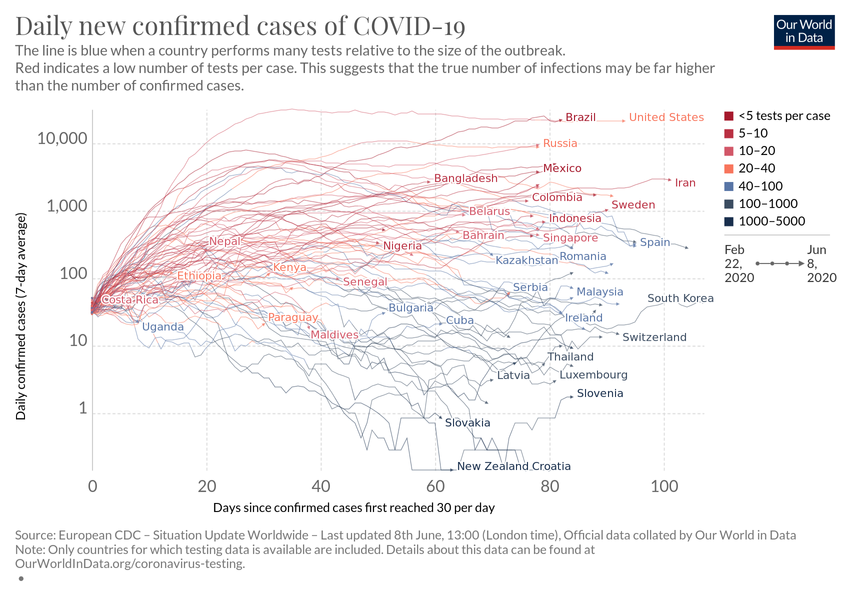 Daily new confirmed cases of COVID-19
Our World
in Data
The line is blue when a country performs many tests relative to the size of the outbreak.
Red indicates a low number of tests per case. This suggests that the true number of infections may be far higher
than the number of confirmed cases.
Daily confirmed cases (7-day average)
10,000
1,000
100
10
1
Brazil
United States
Russia
Mexico
Bangladesh
Iran
Colombia
Sweden
Belarus
Indonesia
Bahrain
Singapore
Nepal
Nigeria
Spain
Kazakhstan
Romania
Ethiopia
Kenya
Senegal
Serbia
Malaysia
Costa Rica
South Korea
Bulgaria
Paraguay
Cuba
Ireland
Uganda
Maldives
Switzerland
Thailand
Latvia
Luxembourg
Slovenia
Slovakia
New Zealand
Croatia
<5 tests per case
5–10
10–20
20–40
40–100
100–1000
1000–5000
Feb
22,
2020
Jun
8,
2020
0
20
40
60
80
100
Days since confirmed cases first reached 30 per day
Source: European CDC – Situation Update Worldwide – Last updated 8th June, 13:00 (London time), Official data collated by Our World in Data
Note: Only countries for which testing data is available are included. Details about this data can be found at
OurWorldInData.org/coronavirus-testing.
•